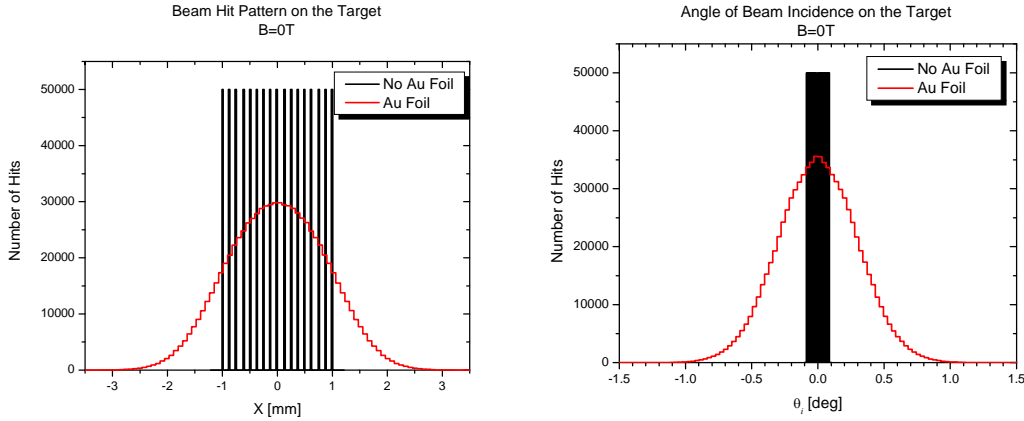 Beam Hit Pattern on the Target
B=0T
No Au Foil
Au Foil
50000
40000
30000
20000
10000
0
Number of Hits
-3
-2
-1
0
1
2
3
X [mm]
Angle of Beam Incidence on the Target
B=0T
No Au Foil
Au Foil
50000
40000
30000
20000
10000
0
Number of Hits
-1.5
-1.0
-0.5
0.0
0.5
1.0
1.5
θi [deg]